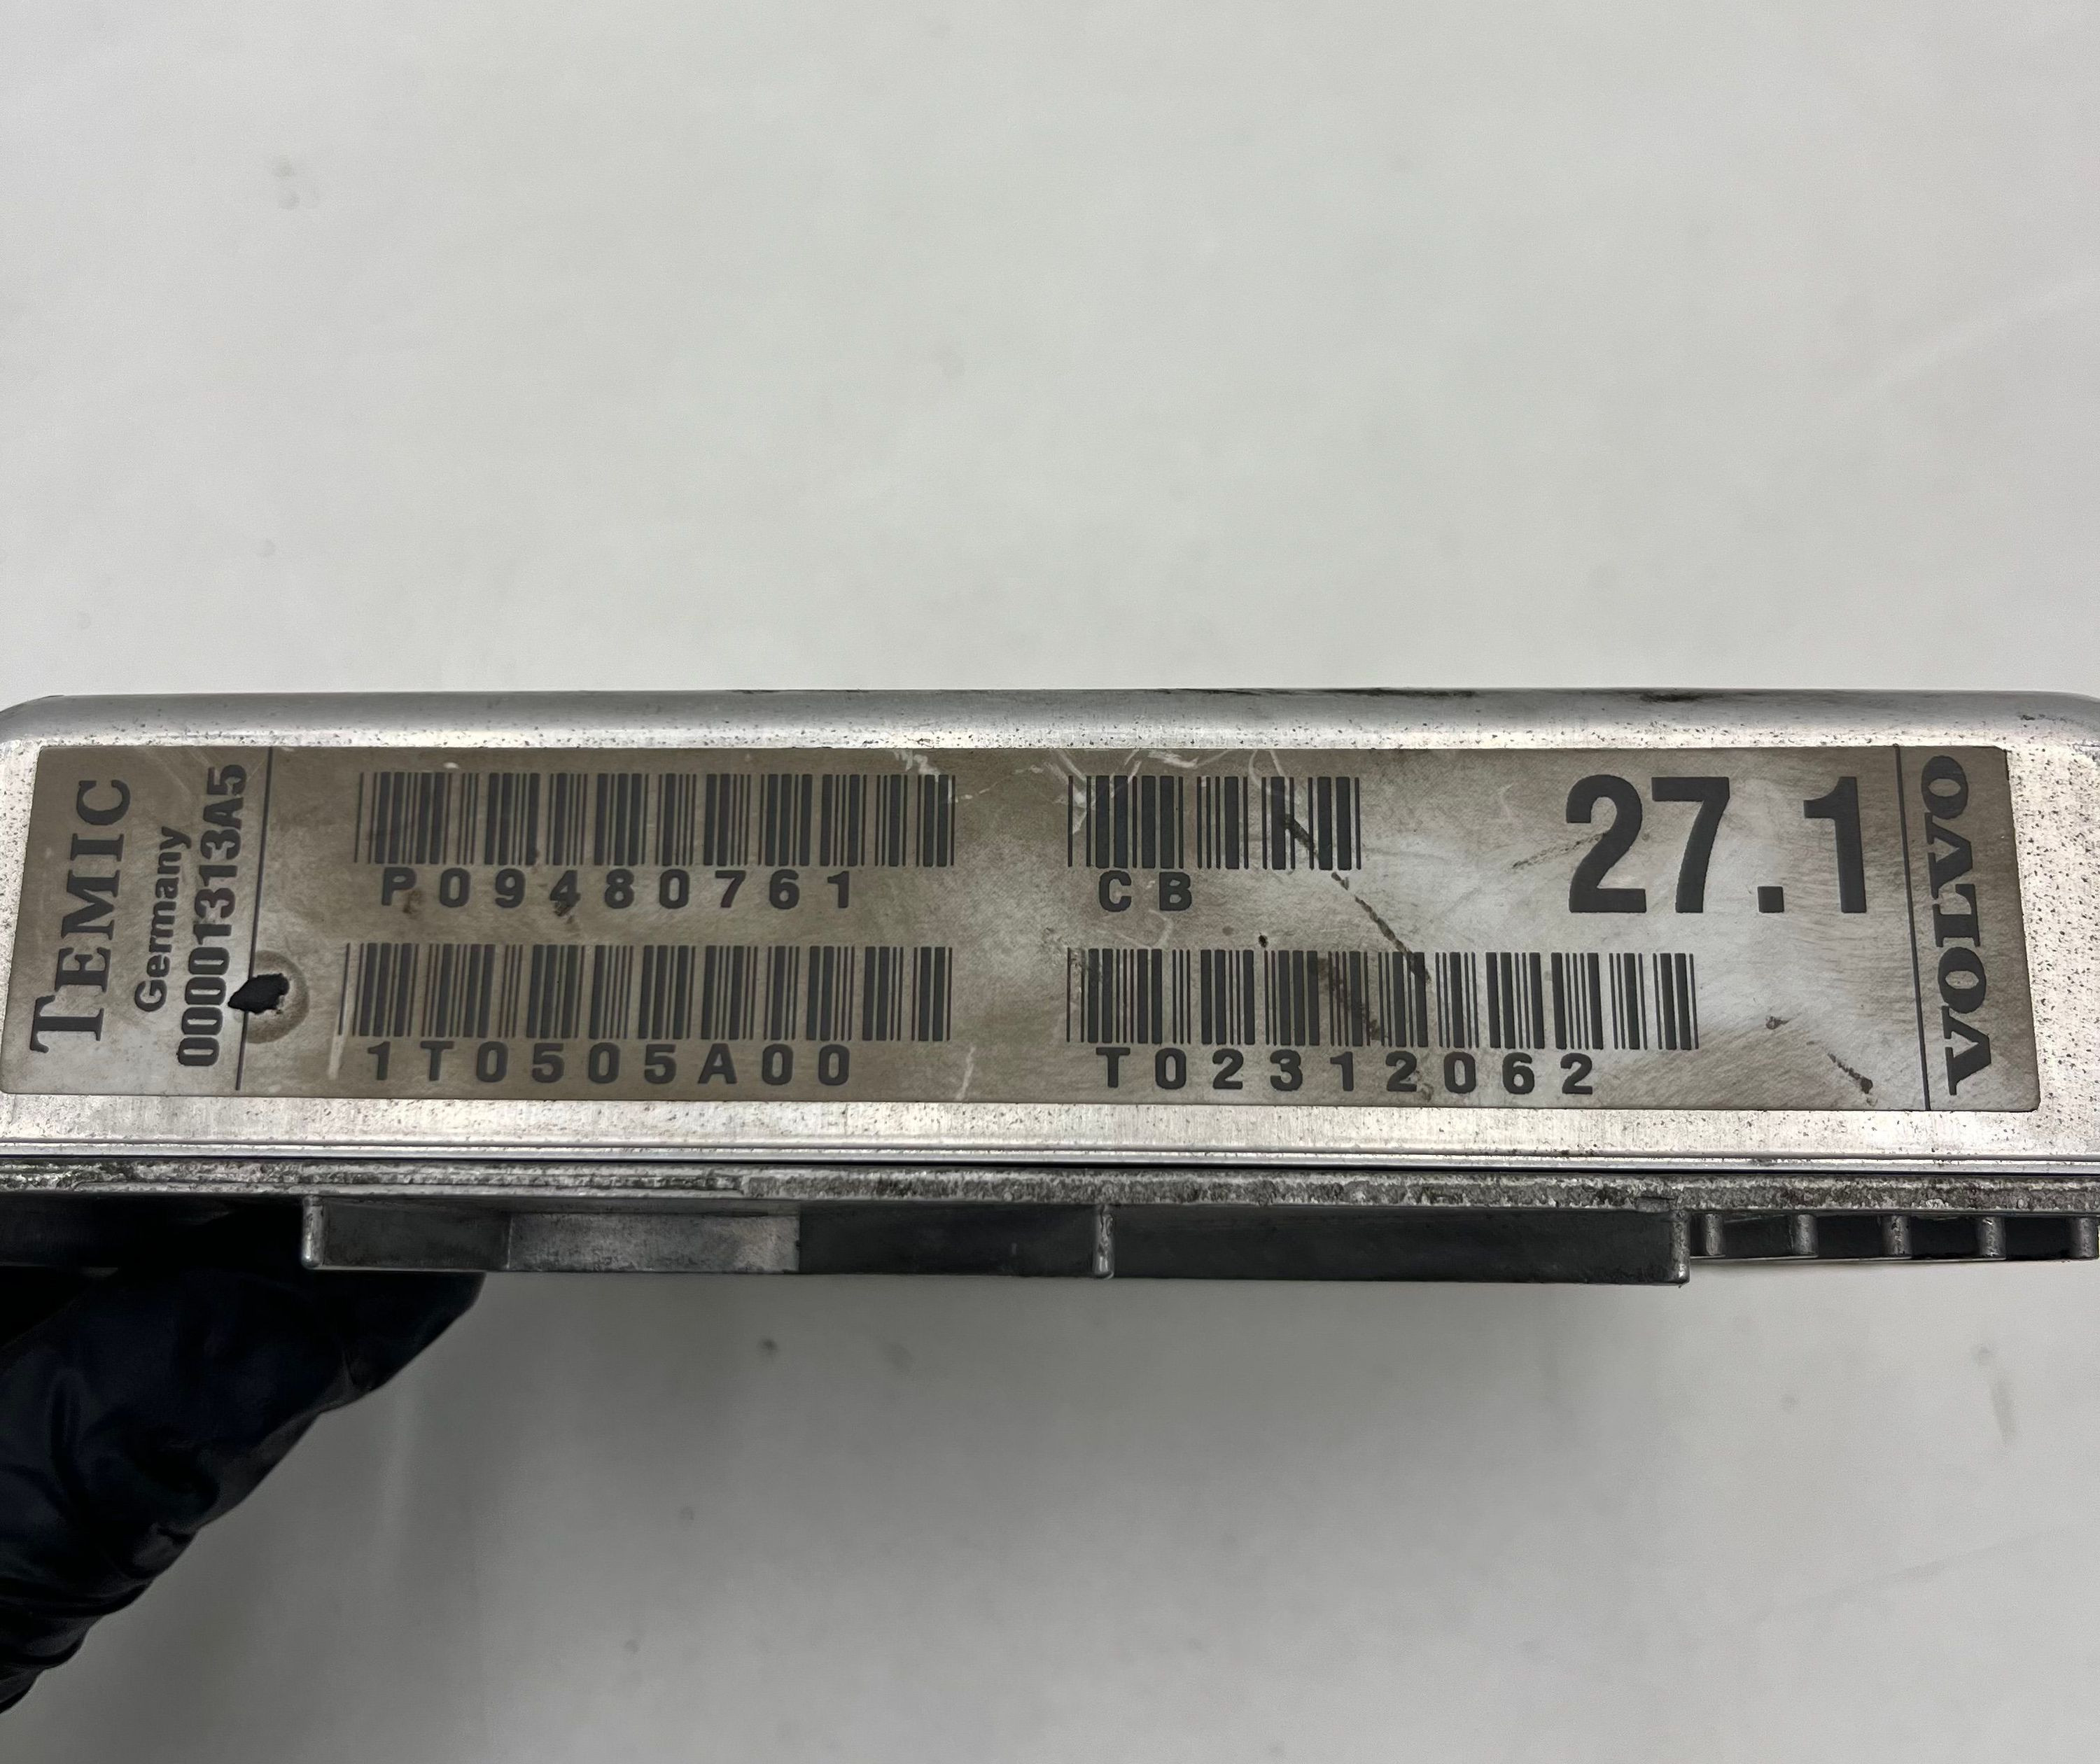 TEMIC
Germany
00001313A5
P09480761
CB
27.1
1T0505A00
T02312062
VOLVO